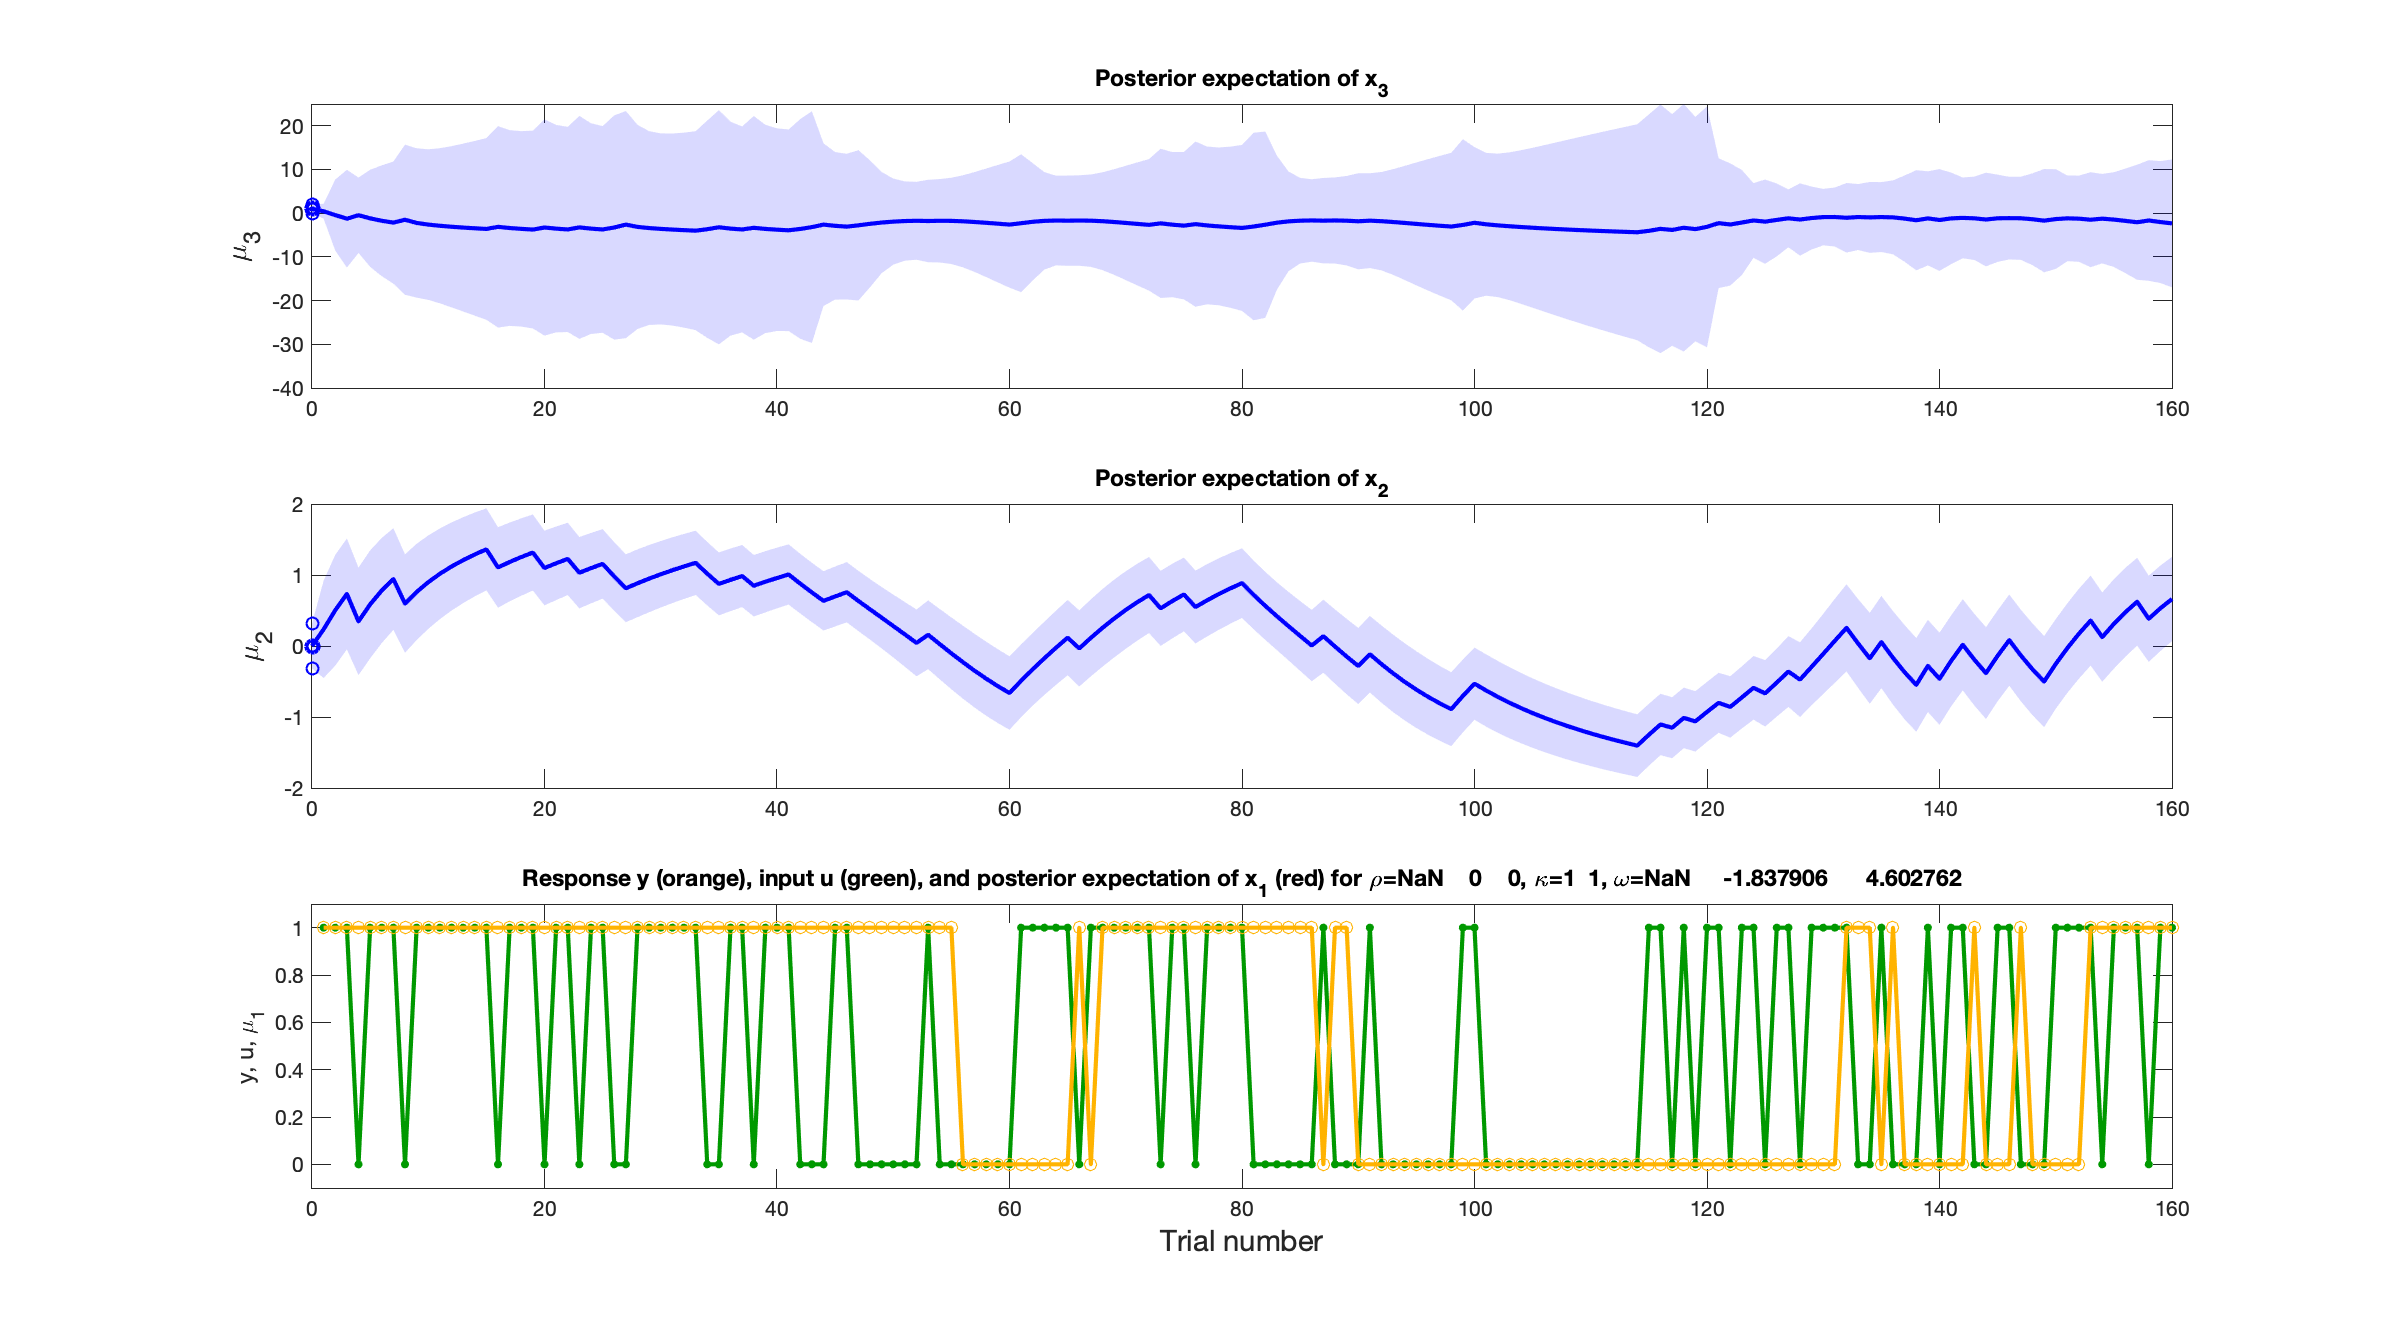 Posterior expectation of x3
20
10
0
-10
-20
-30
-40
μ3
0 20 40 60 80 100 120 140 160
Posterior expectation of x2
2
1
0
-1
-2
μ2
0 20 40 60 80 100 120 140 160
Response y (orange), input u (green), and posterior expectation of x1 (red) for ρ=NaN 0 0, κ=1 1, ω=NaN -1.837906 4.602762
1
0.8
0.6
0.4
0.2
0
y, u, μ1
0 20 40 60 80 100 120 140 160
Trial number